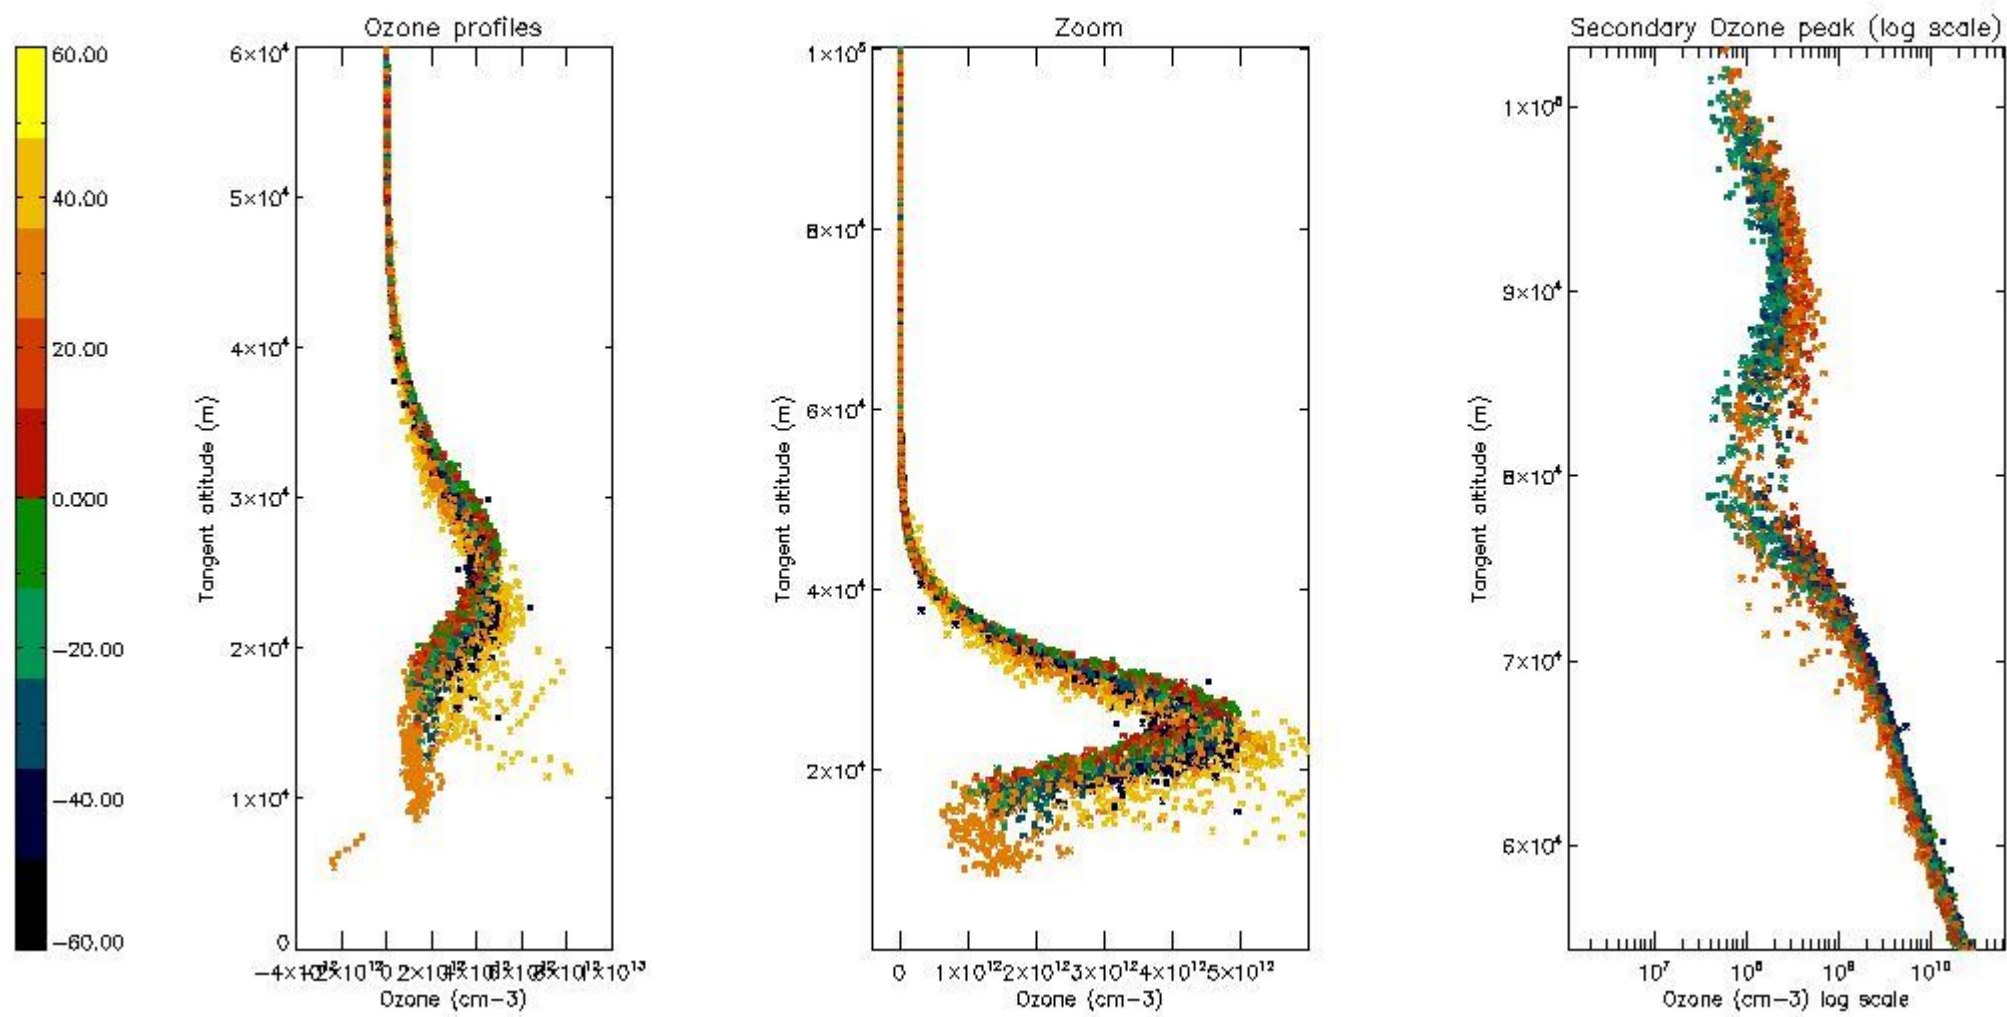 Ozone profiles
Zoom
Secondary Ozone peak (log scale)
60.00
40.00
20.00
0.000
−20.00
−40.00
−60.00
6×10⁴
5×10⁴
4×10⁴
3×10⁴
2×10⁴
1×10⁴
0
Tangent altitude (m)
Ozone (cm−3)
1×10⁵
8×10⁴
6×10⁴
4×10⁴
2×10⁴
Tangent altitude (m)
0 1×10¹² 2×10¹² 3×10¹² 4×10¹² 5×10¹²
Ozone (cm−3)
9×10⁴
8×10⁴
7×10⁴
6×10⁴
Tangent altitude (m)
10⁷ 10⁸ 10⁹ 10¹⁰
Ozone (cm−3) log scale